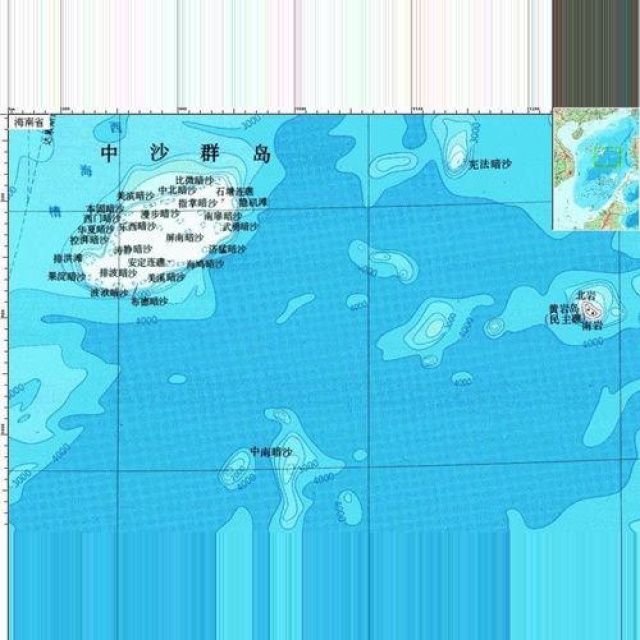 海南省
西
中沙群岛
海
宪法暗沙
比微暗沙
中北暗沙
石塘连礁
美滨暗沙
隐矶滩
指掌暗沙
本固暗沙
漫步暗沙
南扉暗沙
西门暗沙
乐西暗沙
武勇暗沙
华夏暗沙
屏南暗沙
控湃暗沙
涛静暗沙
济猛暗沙
排洪滩
安定连礁
海鸠暗沙
果淀暗沙
排波暗沙
美溪暗沙
波洑暗沙
布德暗沙
北岩
黄岩岛
(民主礁)
南岩
中南暗沙
3000
4000
4000
4000
4000
4000
3000
4000
3000
4000
4000